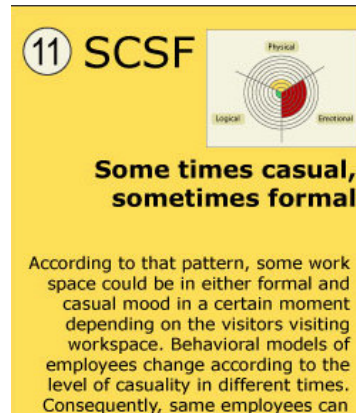 11 SCSF
Physical
Logical
Emotional
Some times casual,
sometimes formal
According to that pattern, some work
space could be in either formal and
casual mood in a certain moment
depending on the visitors visiting
workspace. Behavioral models of
employees change according to the
level of casuality in different times.
Consequently, same employees can